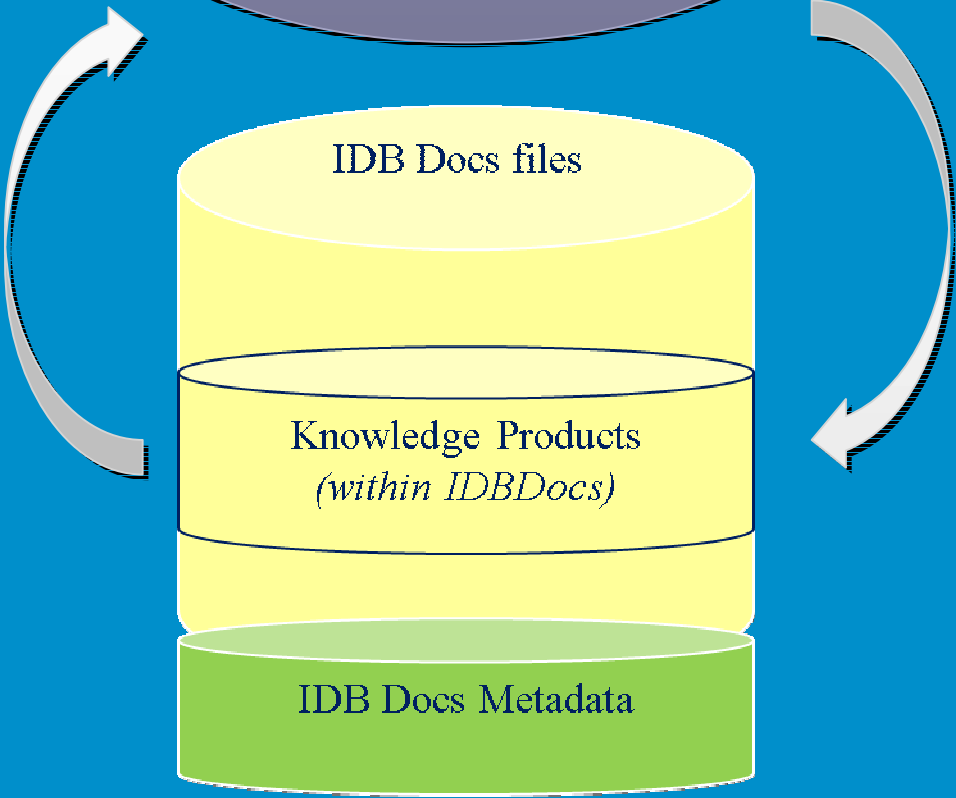 IDB Docs files
Knowledge Products
(within IDBDocs)
IDB Docs Metadata